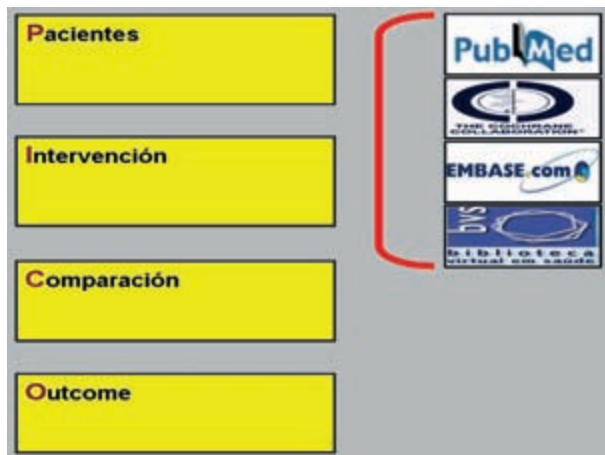 Pacientes
Intervención
Comparación
Outcome
PubMed
THE COCHRANE
COLLABORATION®
EMBASE.com
bvs
biblioteca
virtual em saúde